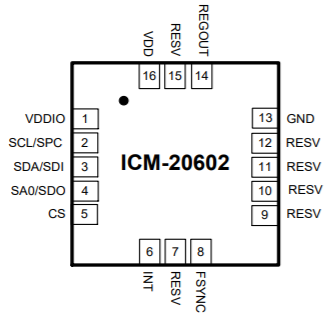 VDD
RESV
REGOUT
16
15
14
VDDIO 1
13 GND
SCL/SPC 2
12 RESV
SDA/SDI 3
ICM-20602
11 RESV
SA0/SDO 4
10 RESV
CS 5
9 RESV
6
7
8
INT
RESV
FSYNC